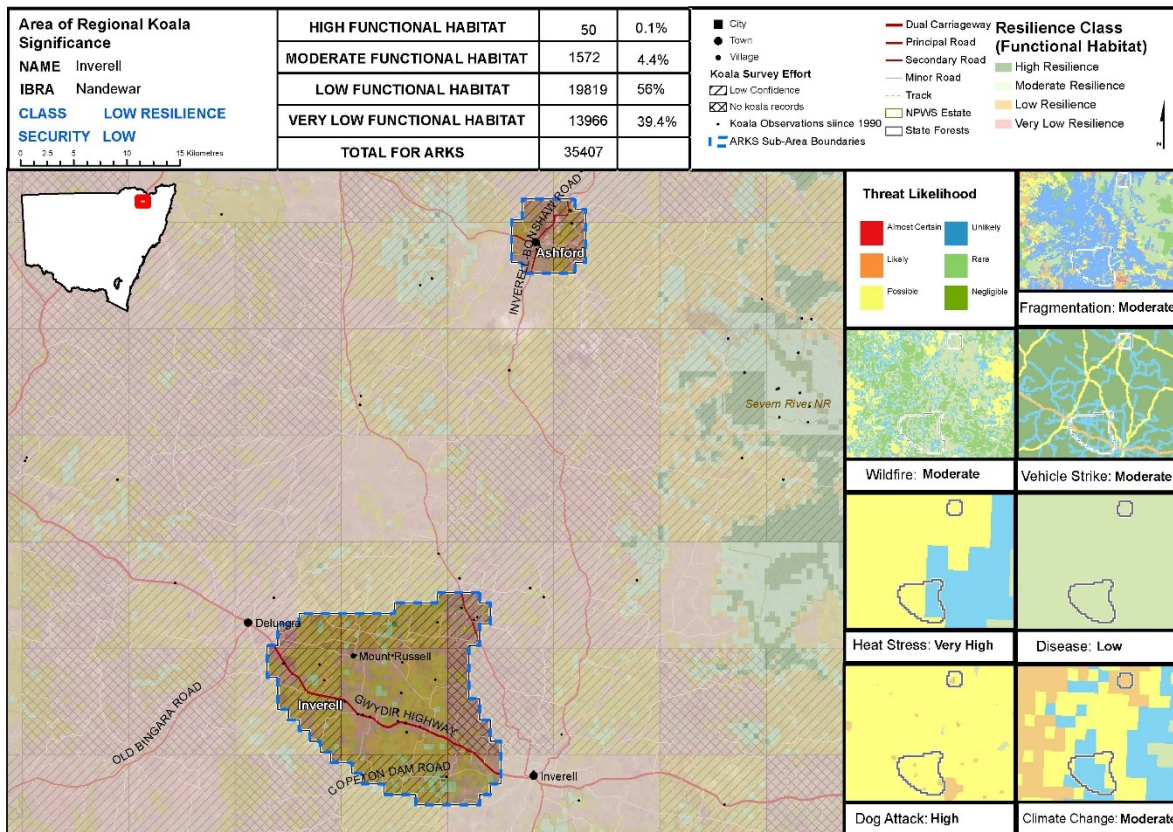 Area of Regional Koala
Significance
NAME Inverell
IBRA Nandewar
CLASS LOW RESILIENCE
SECURITY LOW
0 2.5 5 10 15 Kilometres
HIGH FUNCTIONAL HABITAT 50 0.1%
MODERATE FUNCTIONAL HABITAT 1572 4.4%
LOW FUNCTIONAL HABITAT 19819 56%
VERY LOW FUNCTIONAL HABITAT 13966 39.4%
TOTAL FOR ARKS 35407
City
Town
Village
Koala Survey Effort
Low Confidence
No koala records
Koala Observations siince 1990
ARKS Sub-Area Boundaries
Dual Carriageway
Principal Road
Secondary Road
Minor Road
Track
NPWS Estate
State Forests
Resilience Class
(Functional Habitat)
High Resilience
Moderate Resilience
Low Resilience
Very Low Resilience
N
INVERELL BONSHAW ROAD
Ashford
Severn River NR
Delungra
Mount Russell
Inverell
GWYDIR HIGHWAY
OLD BINGARA ROAD
COPETON DAM ROAD
Inverell
Threat Likelihood
Almost Certain
Unlikely
Likely
Rare
Possible
Negligible
Fragmentation: Moderate
Wildfire: Moderate
Vehicle Strike: Moderate
Heat Stress: Very High
Disease: Low
Dog Attack: High
Climate Change: Moderate